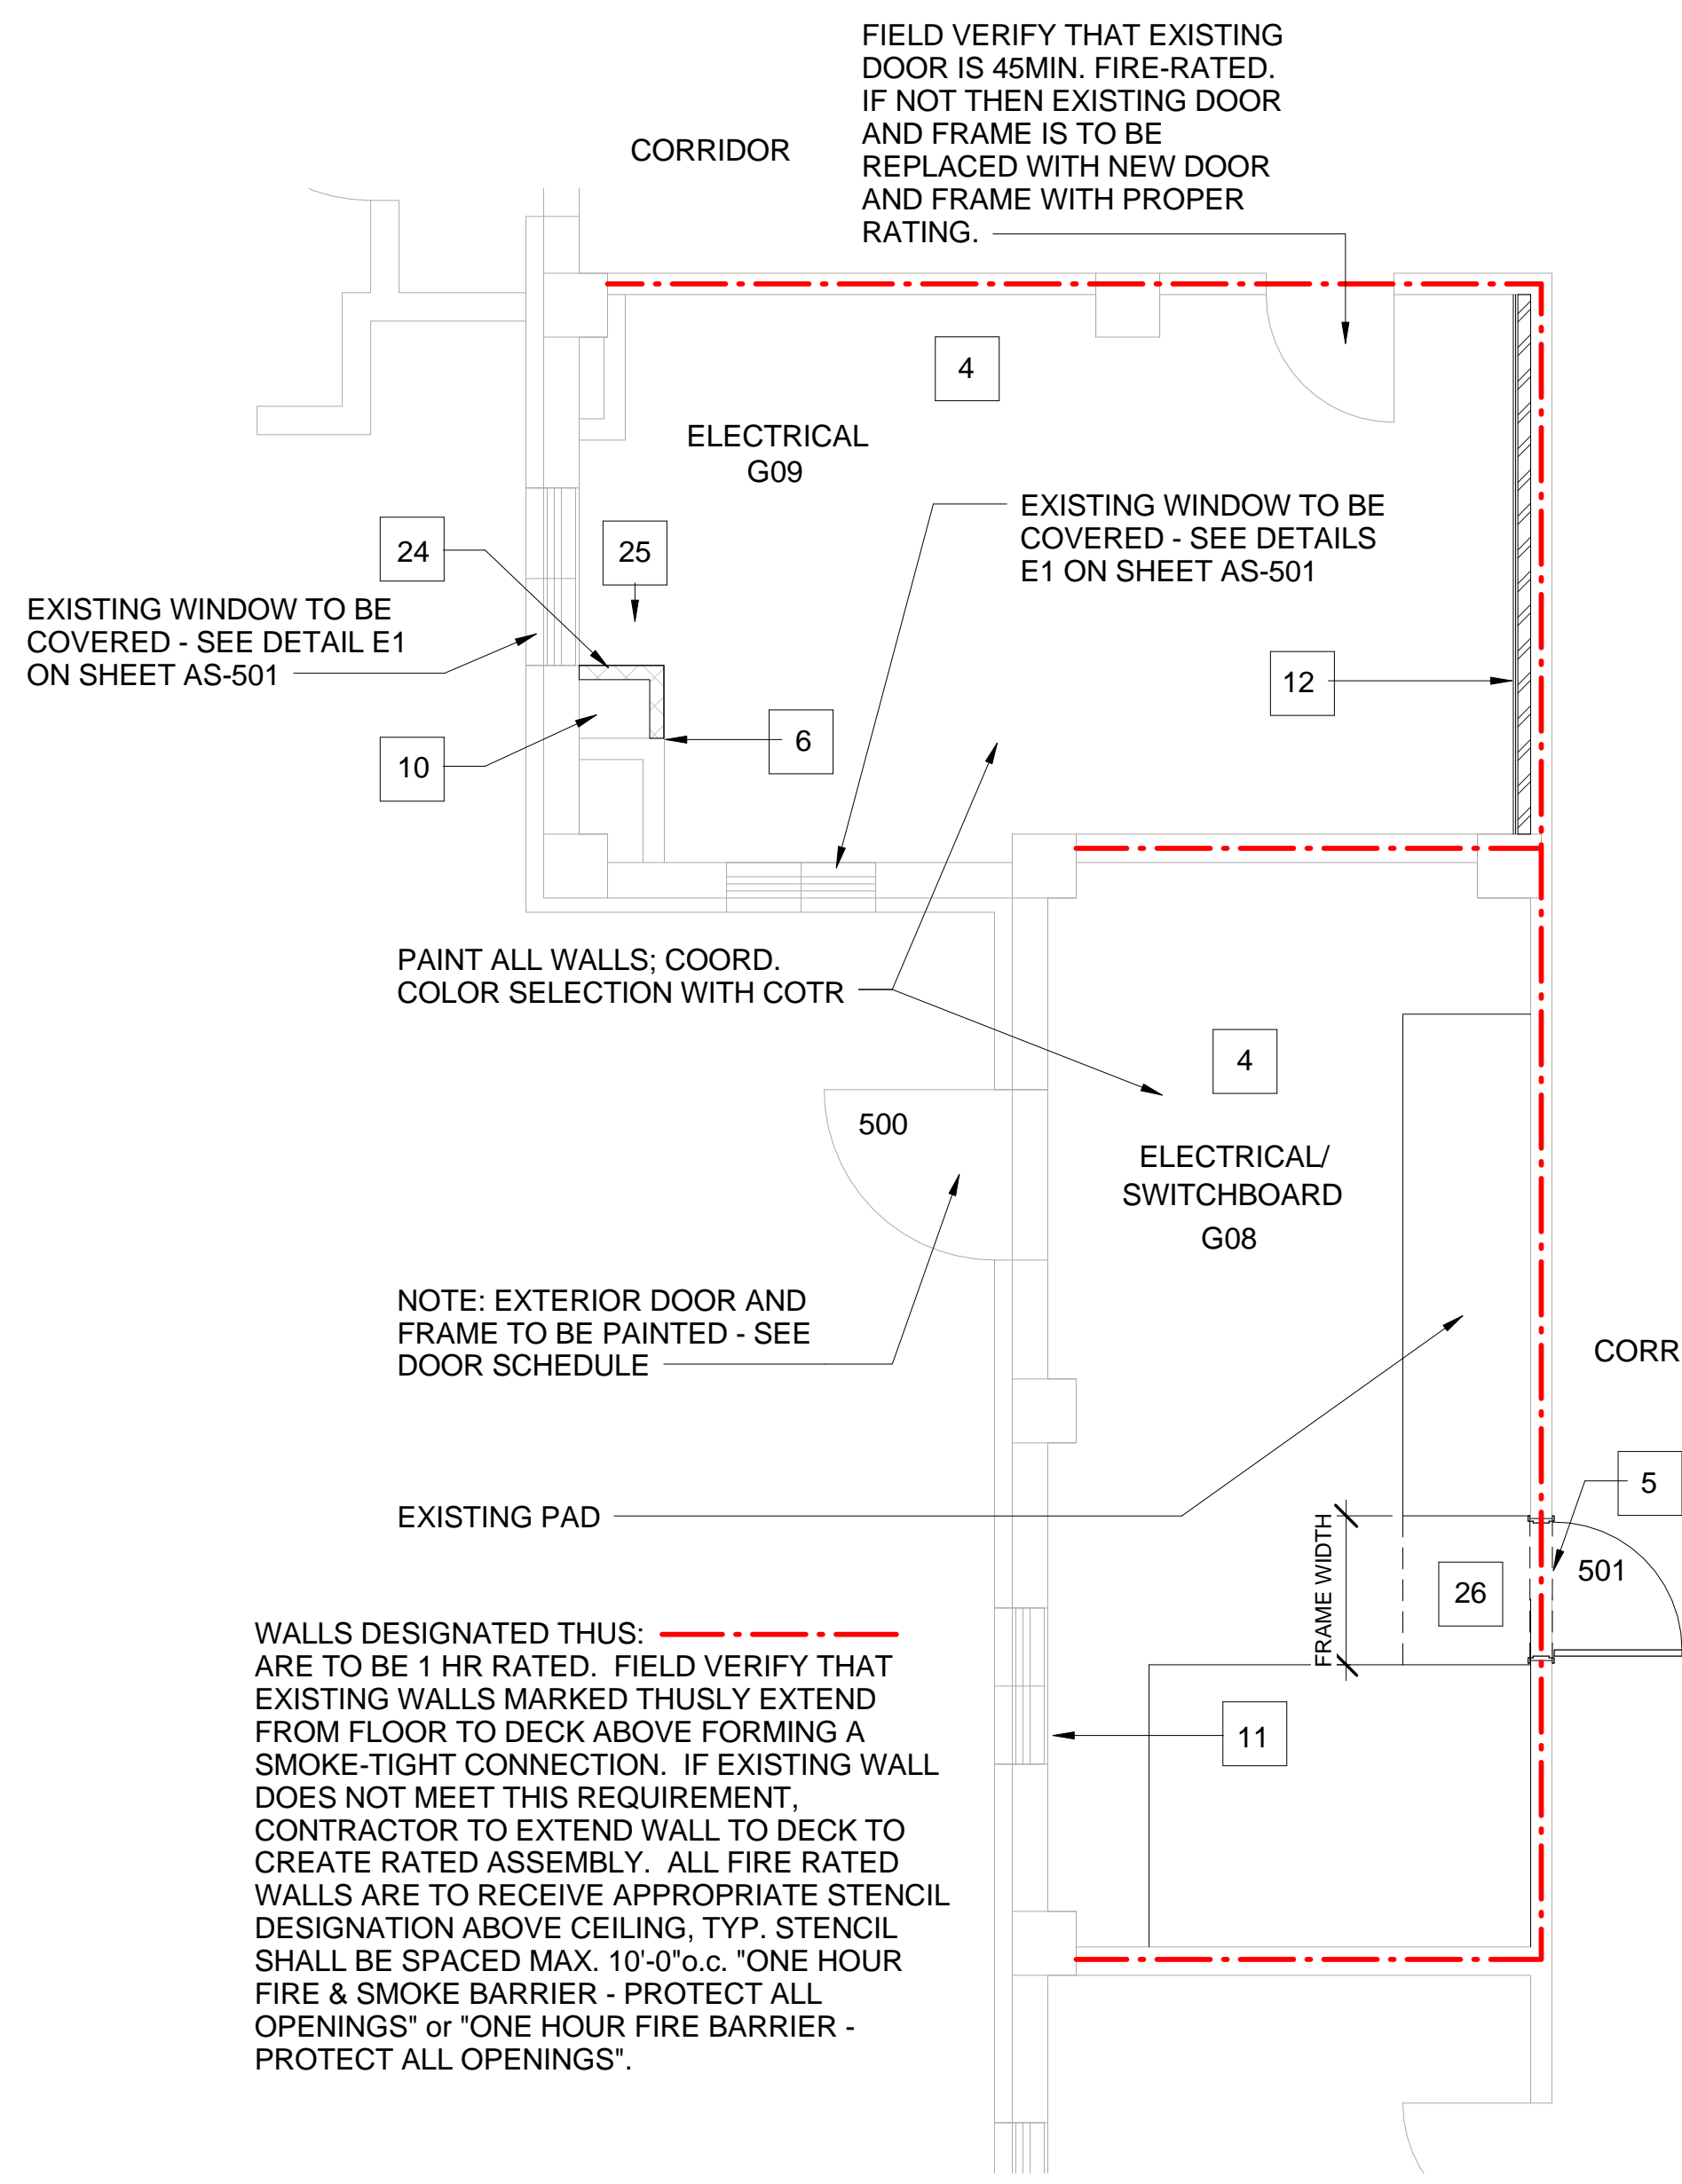 FIELD VERIFY THAT EXISTING
DOOR IS 45MIN. FIRE-RATED.
IF NOT THEN EXISTING DOOR
AND FRAME IS TO BE
REPLACED WITH NEW DOOR
AND FRAME WITH PROPER
RATING.
CORRIDOR
4
ELECTRICAL
G09
EXISTING WINDOW TO BE
COVERED - SEE DETAILS
E1 ON SHEET AS-501
24
25
EXISTING WINDOW TO BE
COVERED - SEE DETAIL E1
ON SHEET AS-501
12
10
6
PAINT ALL WALLS; COORD.
COLOR SELECTION WITH COTR
4
500
ELECTRICAL/
SWITCHBOARD
G08
NOTE: EXTERIOR DOOR AND
FRAME TO BE PAINTED - SEE
DOOR SCHEDULE
CORR
5
EXISTING PAD
FRAME WIDTH
26
501
11
WALLS DESIGNATED THUS:
ARE TO BE 1 HR RATED. FIELD VERIFY THAT
EXISTING WALLS MARKED THUSLY EXTEND
FROM FLOOR TO DECK ABOVE FORMING A
SMOKE-TIGHT CONNECTION. IF EXISTING WALL
DOES NOT MEET THIS REQUIREMENT,
CONTRACTOR TO EXTEND WALL TO DECK TO
CREATE RATED ASSEMBLY. ALL FIRE RATED
WALLS ARE TO RECEIVE APPROPRIATE STENCIL
DESIGNATION ABOVE CEILING, TYP. STENCIL
SHALL BE SPACED MAX. 10'-0"o.c. "ONE HOUR
FIRE & SMOKE BARRIER - PROTECT ALL
OPENINGS" or "ONE HOUR FIRE BARRIER -
PROTECT ALL OPENINGS".